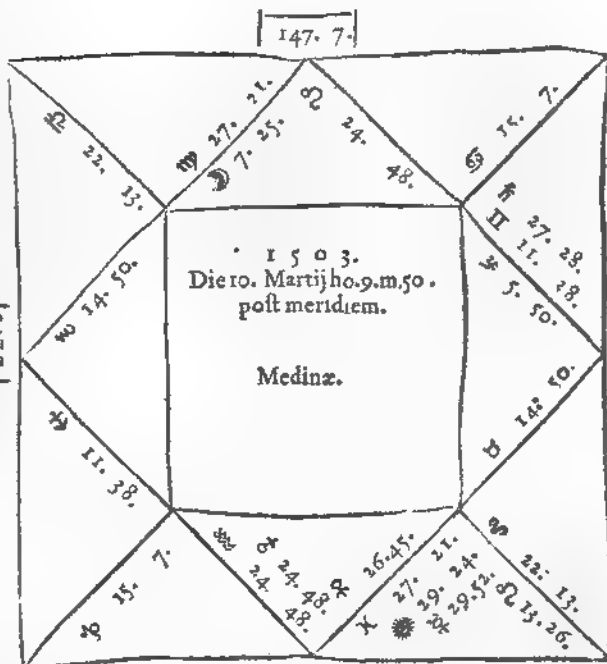 147. 7.
♎ 22. 13.
♍ 27. 21.
☽ 7. 25.
♌ 24. 48.
♋ 15. 7.
♄ 27. 28.
♊ 11. 28.
♃ 5. 50.
♏ 14. 50.
1503.
Die 10. Martij ho. 9. m. 50.
poſt meridiem.
Medinæ.
♉ 14. 50.
11. 38.
♑ 15. 7.
♒ 24. 48.
♂ 24. 48.
♀ 26. 45.
♓ 27. 21.
☀ 29. 24.
☿ 29. 52.
22. 13.
13. 26.